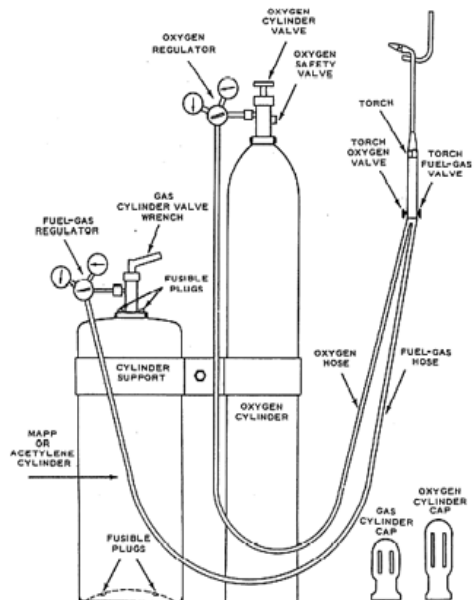 OXYGEN
CYLINDER
VALVE
OXYGEN
REGULATOR
OXYGEN
SAFETY
VALVE
TORCH
TORCH
OXYGEN
VALVE
TORCH
FUEL-GAS
VALVE
GAS
CYLINDER VALVE
WRENCH
FUEL-GAS
REGULATOR
FUSIBLE
PLUGS
CYLINDER
SUPPORT
OXYGEN
HOSE
FUEL-GAS
HOSE
OXYGEN CYLINDER
MAPP
OR
ACETYLENE
CYLINDER
FUSIBLE
PLUGS
GAS
CYLINDER
CAP
OXYGEN
CYLINDER
CAP